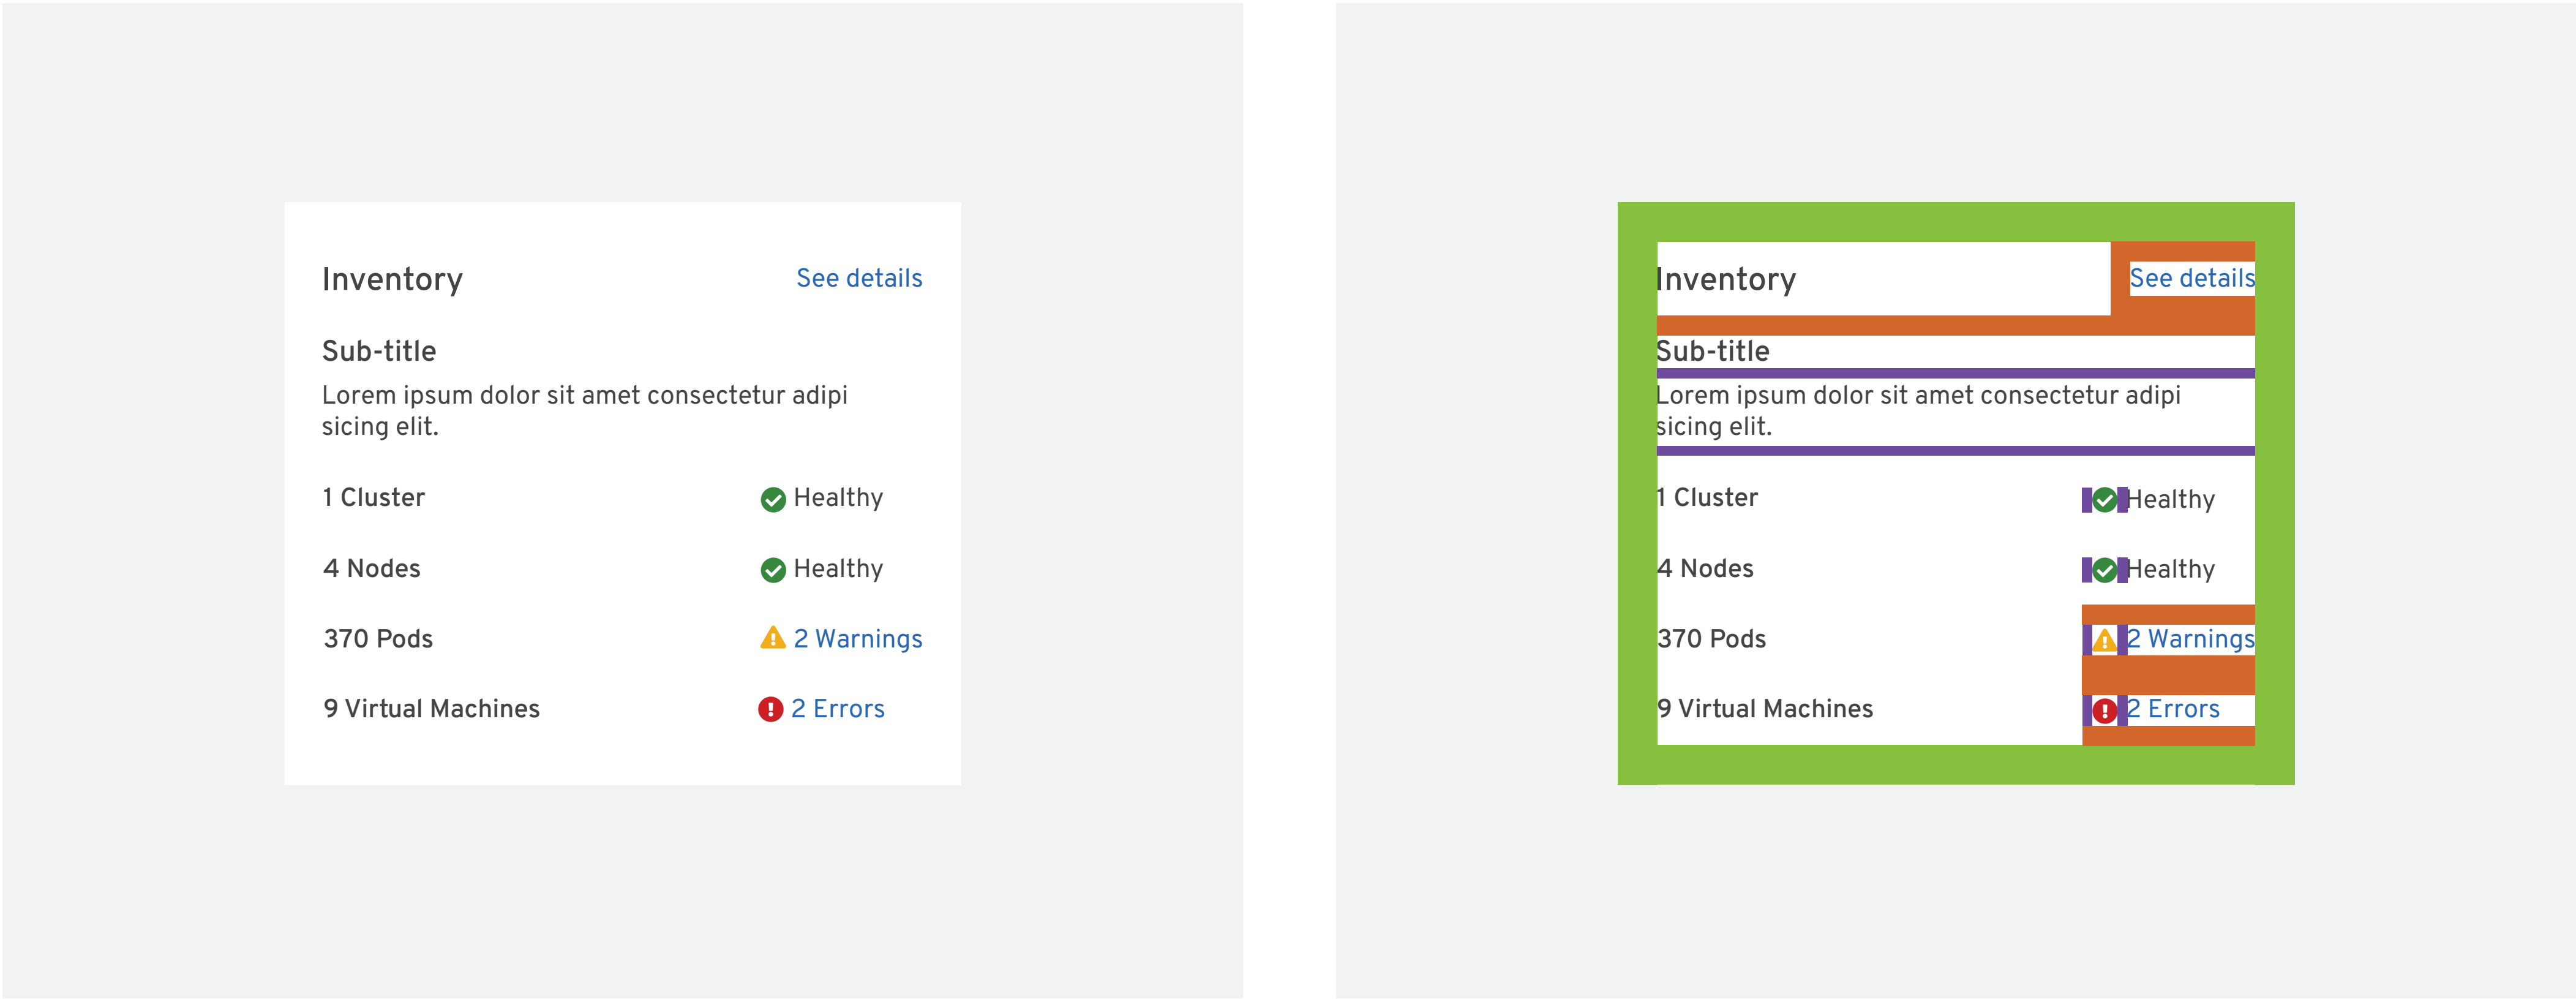 Inventory
See details
Sub-title
Lorem ipsum dolor sit amet consectetur adipi
sicing elit.
1 Cluster
Healthy
4 Nodes
Healthy
370 Pods
2 Warnings
9 Virtual Machines
2 Errors
Inventory
See details
Sub-title
Lorem ipsum dolor sit amet consectetur adipi
sicing elit.
1 Cluster
Healthy
4 Nodes
Healthy
370 Pods
2 Warnings
9 Virtual Machines
2 Errors